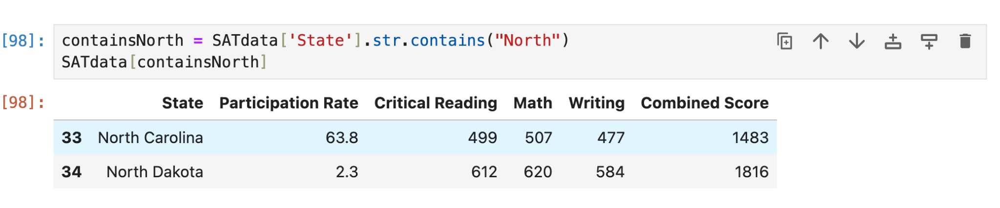 [98]: containsNorth = SATdata['State'].str.contains("North")
SATdata[containsNorth]
[98]: State Participation Rate Critical Reading Math Writing Combined Score
33 North Carolina 63.8 499 507 477 1483
34 North Dakota 2.3 612 620 584 1816